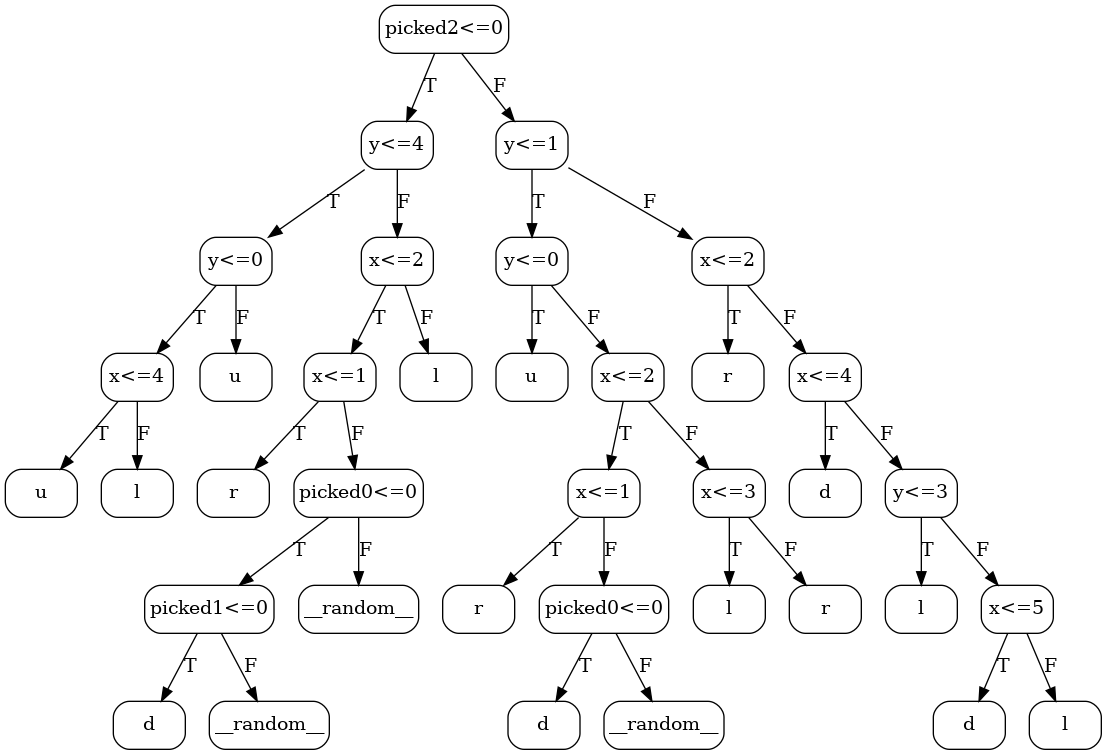 picked2<=0
T
F
y<=4
y<=1
T
F
T
F
y<=0
x<=2
y<=0
x<=2
T
F
T
F
T
F
T
F
x<=4
u
x<=1
l
u
x<=2
r
x<=4
T
F
T
F
T
F
T
F
u
l
r
picked0<=0
x<=1
x<=3
d
y<=3
T
F
T
F
T
F
T
F
picked1<=0
__random__
r
picked0<=0
l
r
l
x<=5
T
F
T
F
T
F
d
__random__
d
__random__
d
l